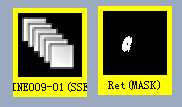 INE009-01(SSE
Ret(MASK)